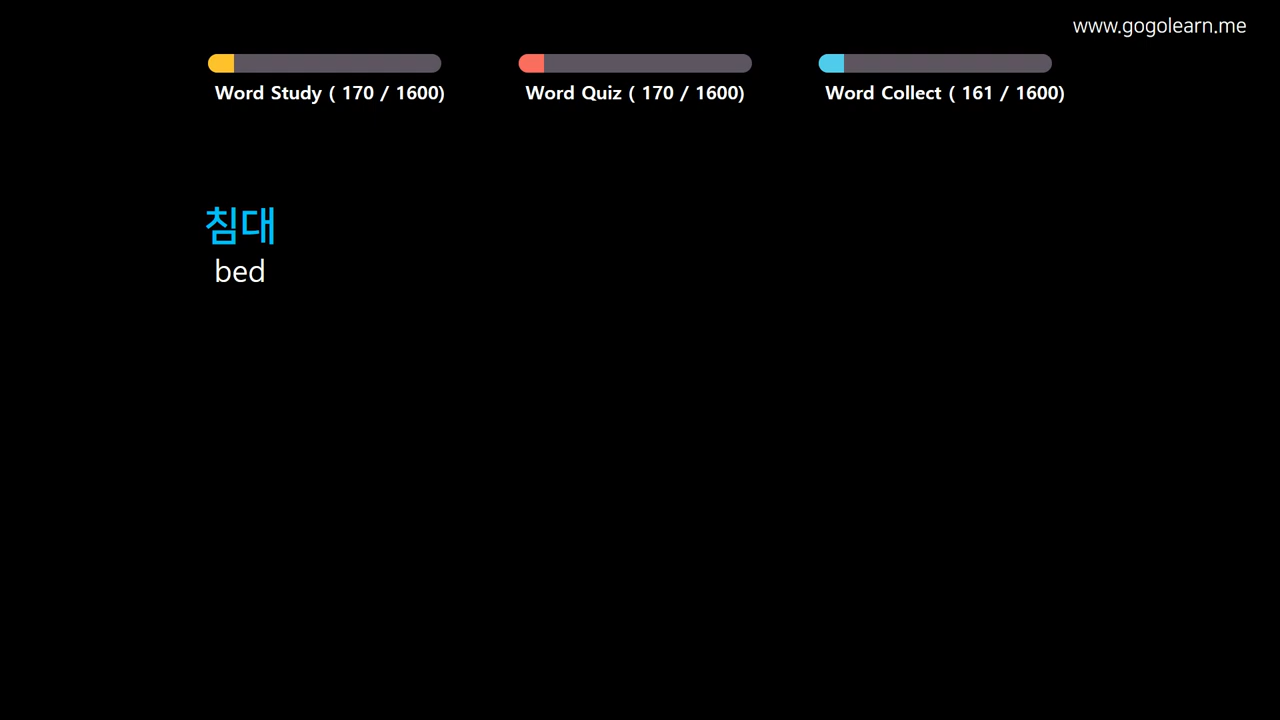 www.gogolearn.me
Word Study ( 170 / 1600)
Word Quiz ( 170 / 1600)
Word Collect ( 161 / 1600)
침대
bed